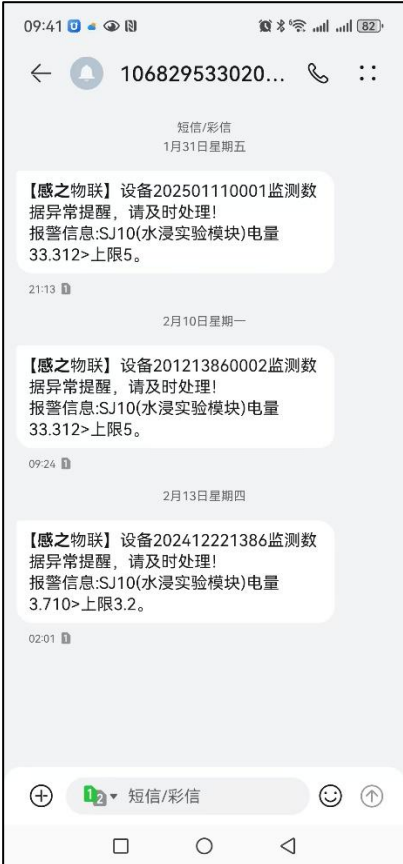 09:41
82
106829533020...
短信/彩信
1月31日星期五
【感之物联】设备202501110001监测数
据异常提醒，请及时处理!
报警信息:SJ10(水浸实验模块)电量
33.312>上限5。
21:13 1
2月10日星期一
【感之物联】设备201213860002监测数
据异常提醒，请及时处理!
报警信息:SJ10(水浸实验模块)电量
33.312>上限5。
09:24 1
2月13日星期四
【感之物联】设备202412221386监测数
据异常提醒，请及时处理!
报警信息:SJ10(水浸实验模块)电量
3.710>上限3.2。
02:01 1
1 2 短信/彩信